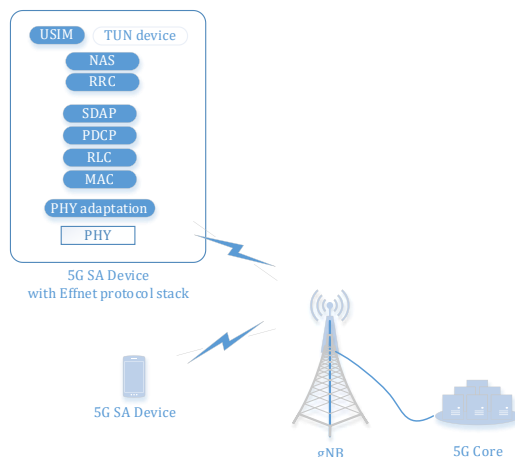 USIM
TUN device
NAS
RRC
SDAP
PDCP
RLC
MAC
PHY adaptation
PHY
5G SA Device
with Effnet protocol stack
5G SA Device
gNB
5G Core